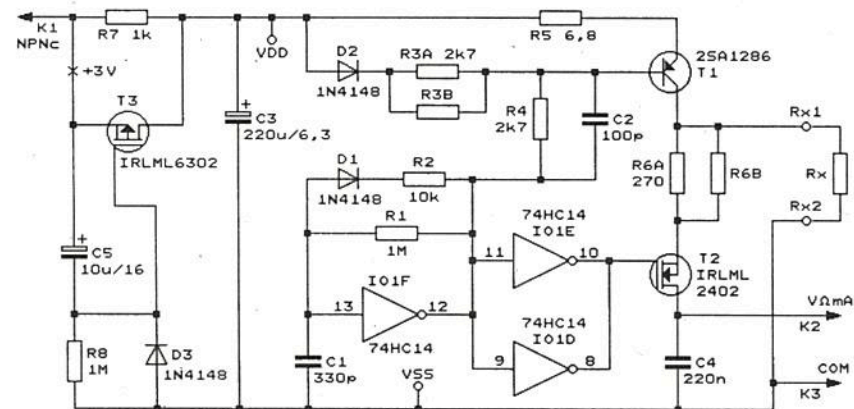 K1
NPNc
R7 1k
+3V
T3
IRLML6302
C3
220u/6,3
VDD
D2
1N4148
R3A 2k7
R3B
R4
2k7
C2
100p
R5 6,8
2SA1286
T1
R6A
270
R6B
Rx1
Rx
Rx2
D1
1N4148
R2
10k
R1
1M
74HC14
IO1E
11
10
T2
IRLML
2402
C5
10u/16
IO1F
13
12
74HC14
74HC14
IO1D
9
8
VΩmA
K2
R8
1M
D3
1N4148
C1
330p
VSS
C4
220n
COM
K3